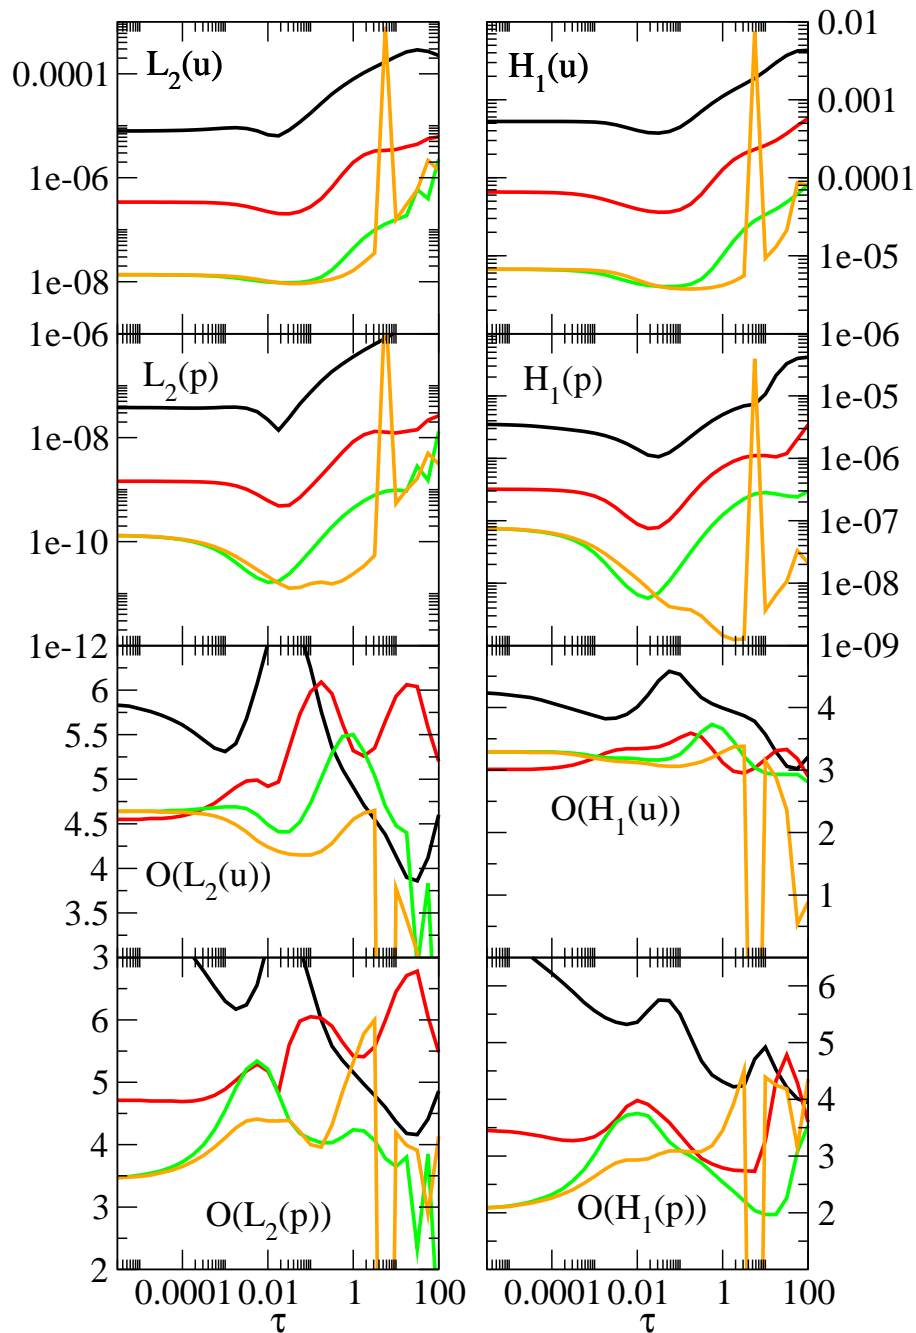 L2(u)
H1(u)
0.01
0.0001
0.001
1e-06
0.0001
1e-08
1e-05
1e-06
1e-06
L2(p)
H1(p)
1e-05
1e-08
1e-06
1e-07
1e-10
1e-08
1e-12
1e-09
6
4
5.5
5
3
4.5
O(H1(u))
2
4
O(L2(u))
3.5
1
3
6
6
5
5
4
4
3
3
O(L2(p))
O(H1(p))
2
2
0.0001 0.01 1 100
0.0001 0.01 1 100
τ
τ